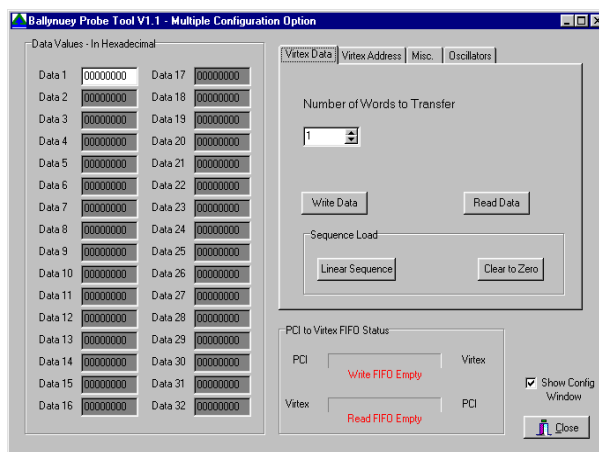 Ballynuey Probe Tool V1.1 - Multiple Configuration Option
Data Values - In Hexadecimal
Data 1 00000000 Data 17 00000000
Data 2 00000000 Data 18 00000000
Data 3 00000000 Data 19 00000000
Data 4 00000000 Data 20 00000000
Data 5 00000000 Data 21 00000000
Data 6 00000000 Data 22 00000000
Data 7 00000000 Data 23 00000000
Data 8 00000000 Data 24 00000000
Data 9 00000000 Data 25 00000000
Data 10 00000000 Data 26 00000000
Data 11 00000000 Data 27 00000000
Data 12 00000000 Data 28 00000000
Data 13 00000000 Data 29 00000000
Data 14 00000000 Data 30 00000000
Data 15 00000000 Data 31 00000000
Data 16 00000000 Data 32 00000000
Virtex Data Virtex Address Misc. Oscillators
Number of Words to Transfer
1
Write Data Read Data
Sequence Load
Linear Sequence Clear to Zero
PCI to Virtex FIFO Status
PCI Virtex
Write FIFO Empty
Virtex PCI
Read FIFO Empty
Show Config
Window
Close